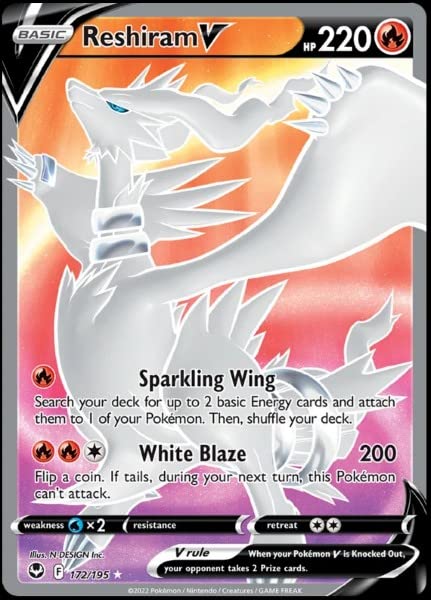 BASIC Reshiram V HP 220
Sparkling Wing
Search your deck for up to 2 basic Energy cards and attach
them to 1 of your Pokémon. Then, shuffle your deck.
White Blaze 200
Flip a coin. If tails, during your next turn, this Pokémon
can't attack.
weakness ×2 resistance retreat
Illus. N-DESIGN Inc.
F 172/195 ★
V rule When your Pokémon V is Knocked Out,
your opponent takes 2 Prize cards.
©2022 Pokémon / Nintendo / Creatures / GAME FREAK